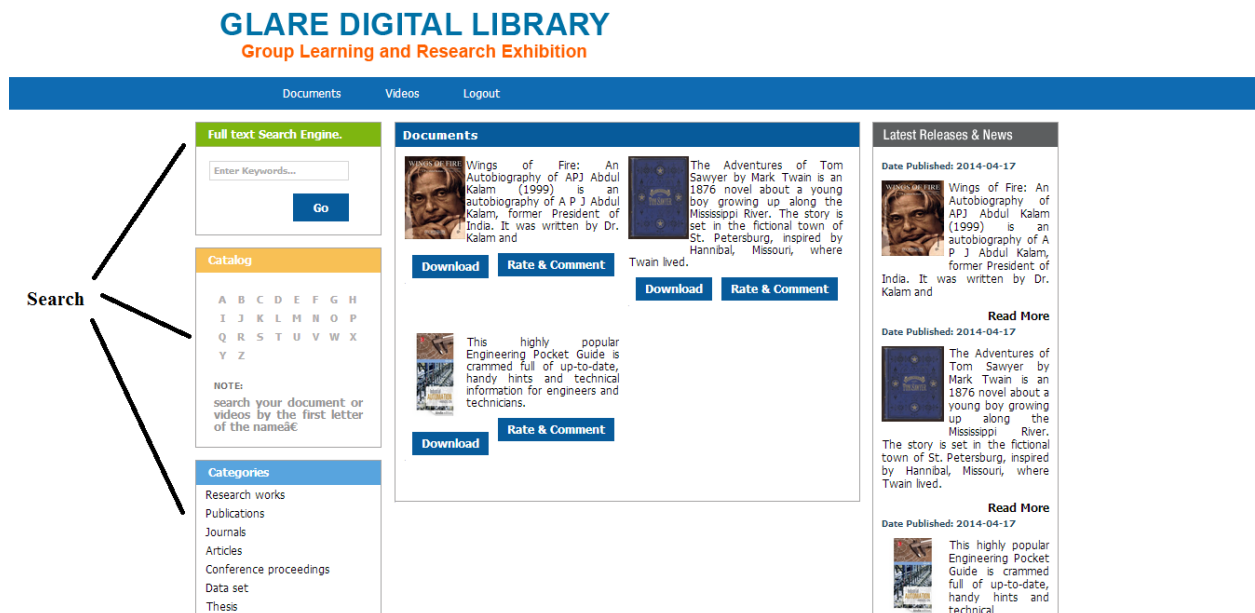 GLARE DIGITAL LIBRARY
Group Learning and Research Exhibition
Documents Videos Logout
Search
Full text Search Engine.
Enter Keywords...
Go
Catalog
A B C D E F G H
I J K L M N O P
Q R S T U V W X
Y Z
NOTE:
search your document or
videos by the first letter
of the nameâ€
Categories
Research works
Publications
Journals
Articles
Conference proceedings
Data set
Thesis
Documents
WINGS OF FIRE
Wings of Fire: An
Autobiography of APJ Abdul
Kalam (1999) is an
autobiography of A P J Abdul
Kalam, former President of
India. It was written by Dr.
Kalam and
Download Rate & Comment
The Adventures of Tom
Sawyer by Mark Twain is an
1876 novel about a young
boy growing up along the
Mississippi River. The story is
set in the fictional town of
St. Petersburg, inspired by
Hannibal, Missouri, where
Twain lived.
Download Rate & Comment
This highly popular
Engineering Pocket Guide is
crammed full of up-to-date,
handy hints and technical
information for engineers and
technicians.
Download Rate & Comment
Latest Releases & News
Date Published: 2014-04-17
WINGS OF FIRE
Wings of Fire: An
Autobiography of
APJ Abdul Kalam
(1999) is an
autobiography of A
P J Abdul Kalam,
former President of
India. It was written by Dr.
Kalam and
Read More
Date Published: 2014-04-17
The Adventures of
Tom Sawyer by
Mark Twain is an
1876 novel about a
young boy growing
up along the
Mississippi River.
The story is set in the fictional
town of St. Petersburg, inspired
by Hannibal, Missouri, where
Twain lived.
Read More
Date Published: 2014-04-17
This highly popular
Engineering Pocket
Guide is crammed
full of up-to-date,
handy hints and
technical